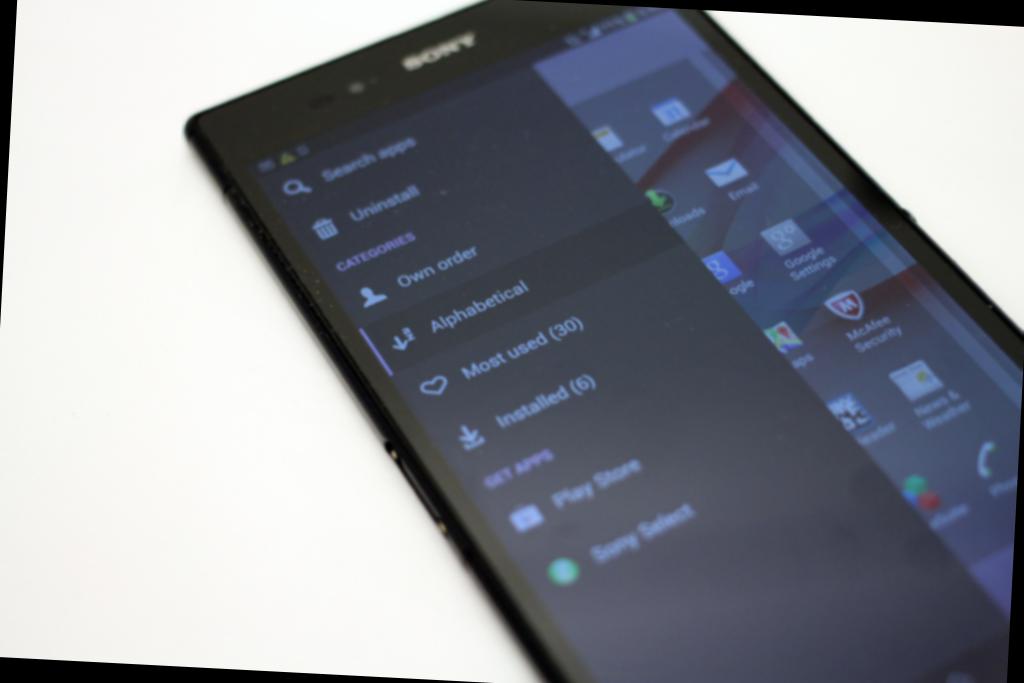 SONY
Search apps
Uninstall
CATEGORIES
Own order
Alphabetical
Most used (30)
Installed (6)
GET APPS
Play Store
Sony Select
Calendar
Email
Google
Settings
McAfee
Security
News &
Weather